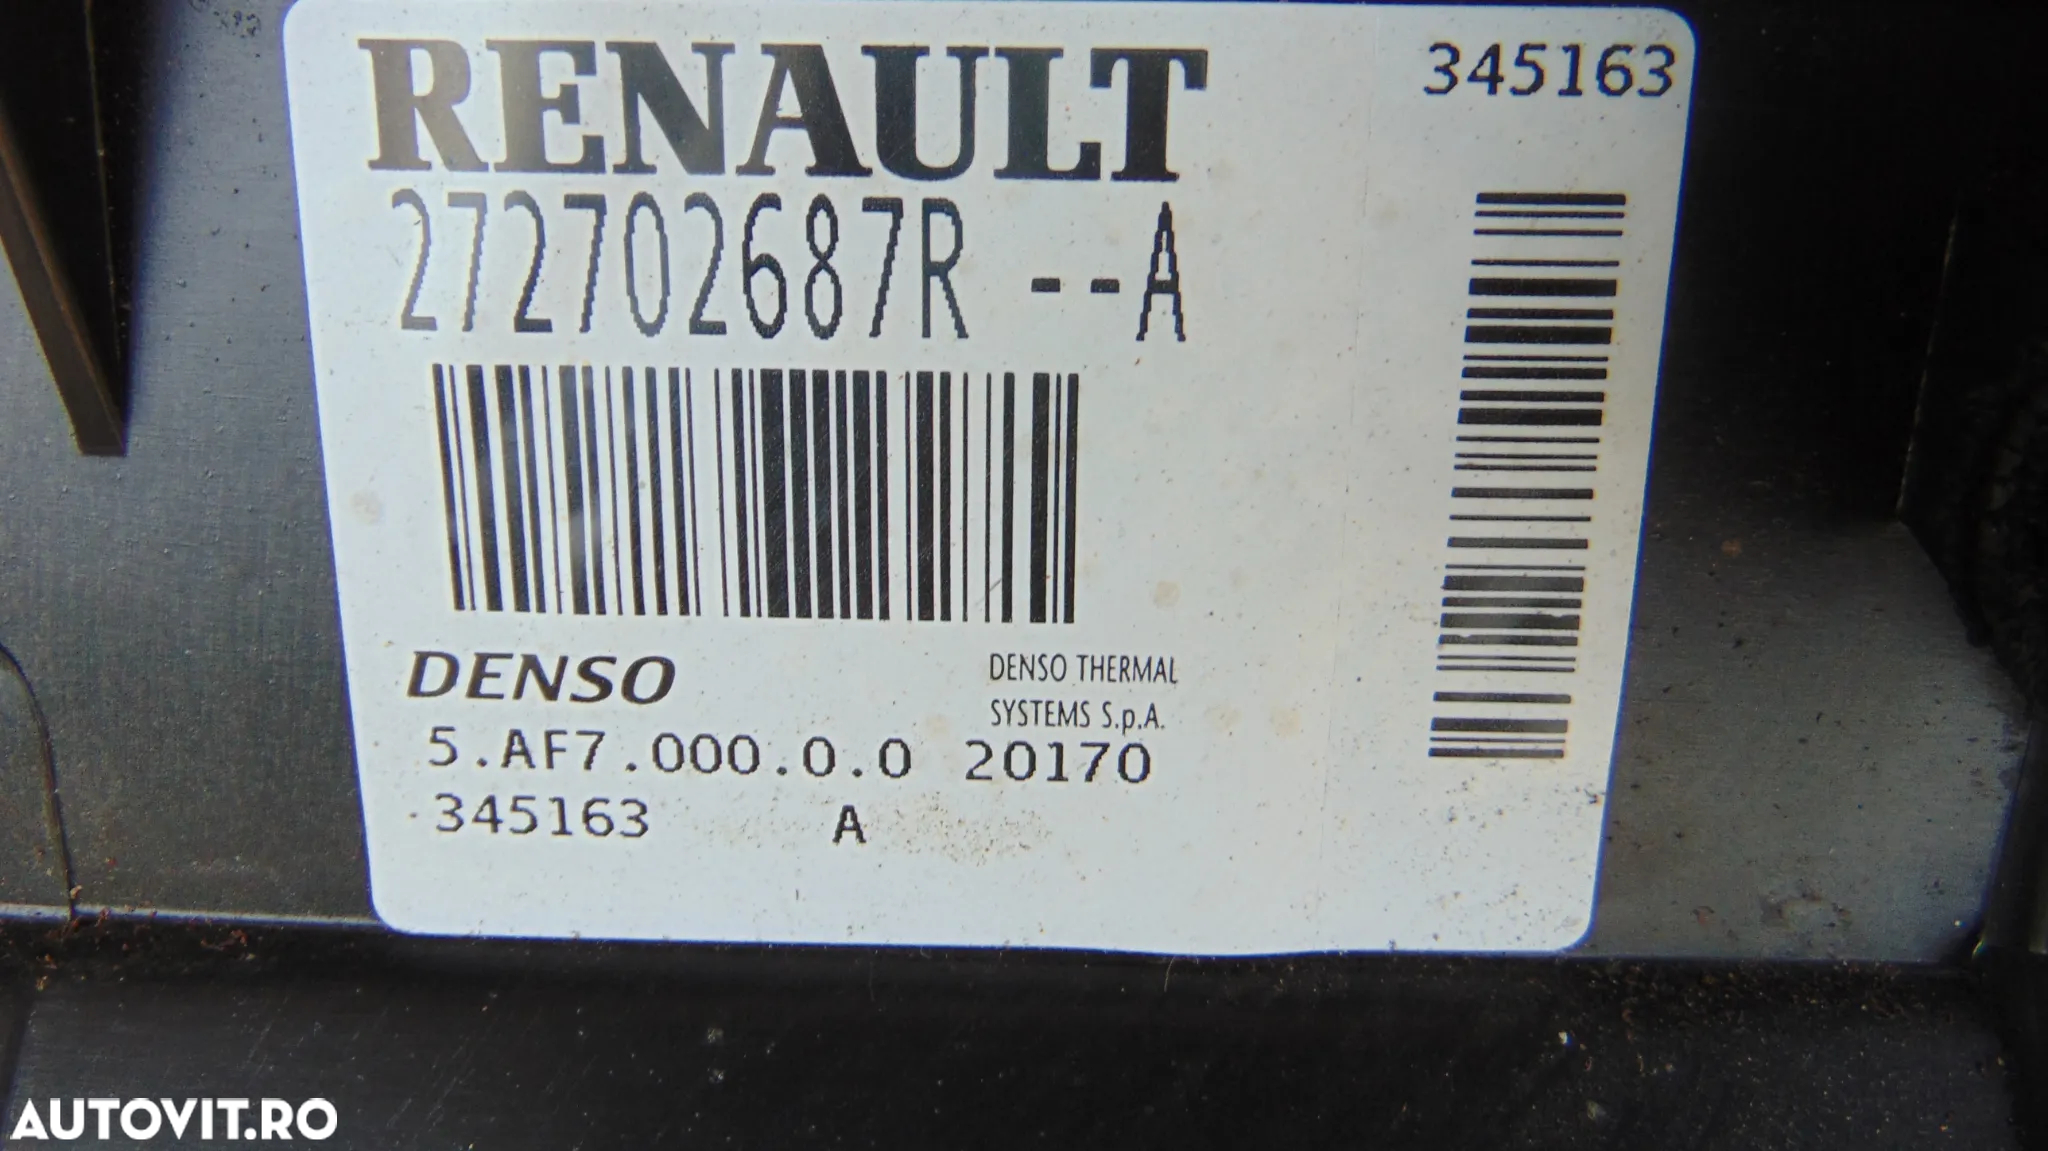 RENAULT
345163
272702687R --A
DENSO
DENSO THERMAL
SYSTEMS S.p.A.
5.AF7.000.0.0 20170
345163 A
AUTOVIT.RO